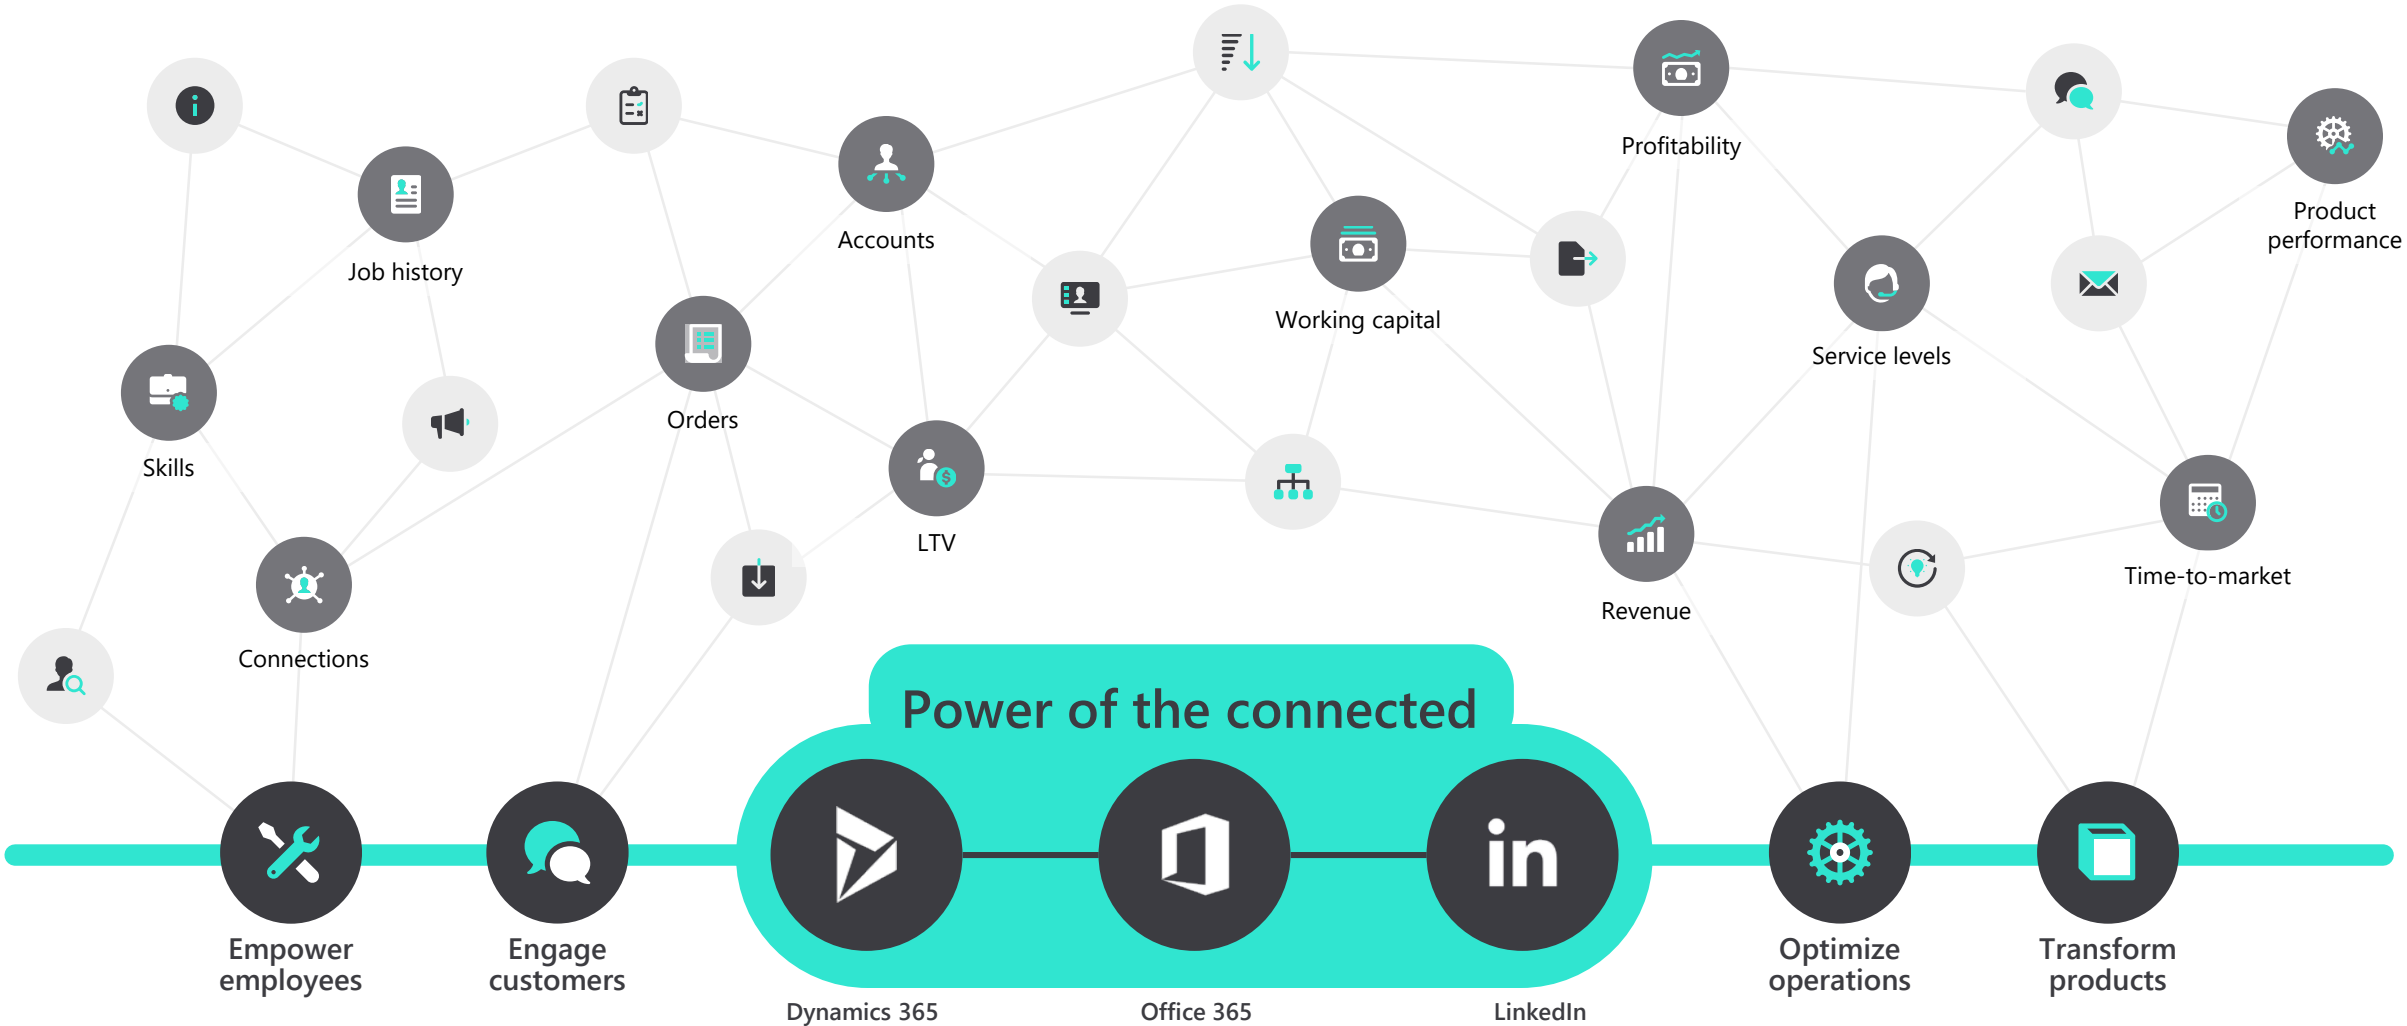 Profitability
Product
performance
Accounts
Job history
Working capital
Service levels
Orders
Skills
LTV
Time-to-market
Revenue
Connections
Power of the connected
in
Empower
employees
Engage
customers
Optimize
operations
Transform
products
Dynamics 365
Office 365
LinkedIn